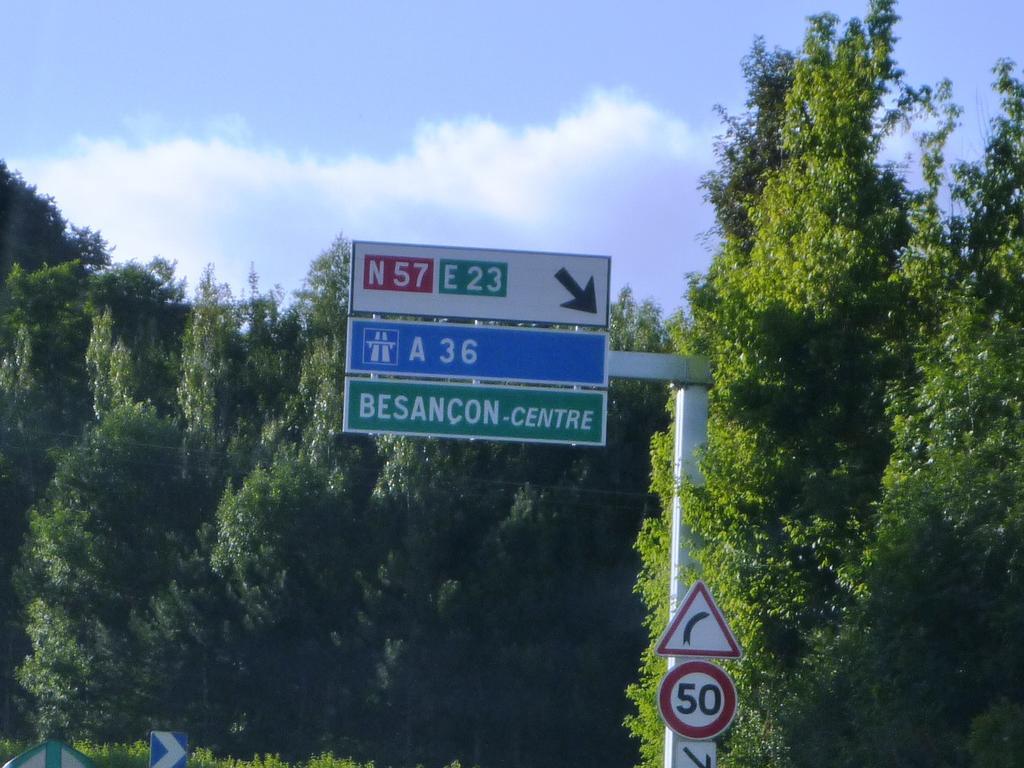 N 57 E 23
A 36
BESANÇON-CENTRE
50